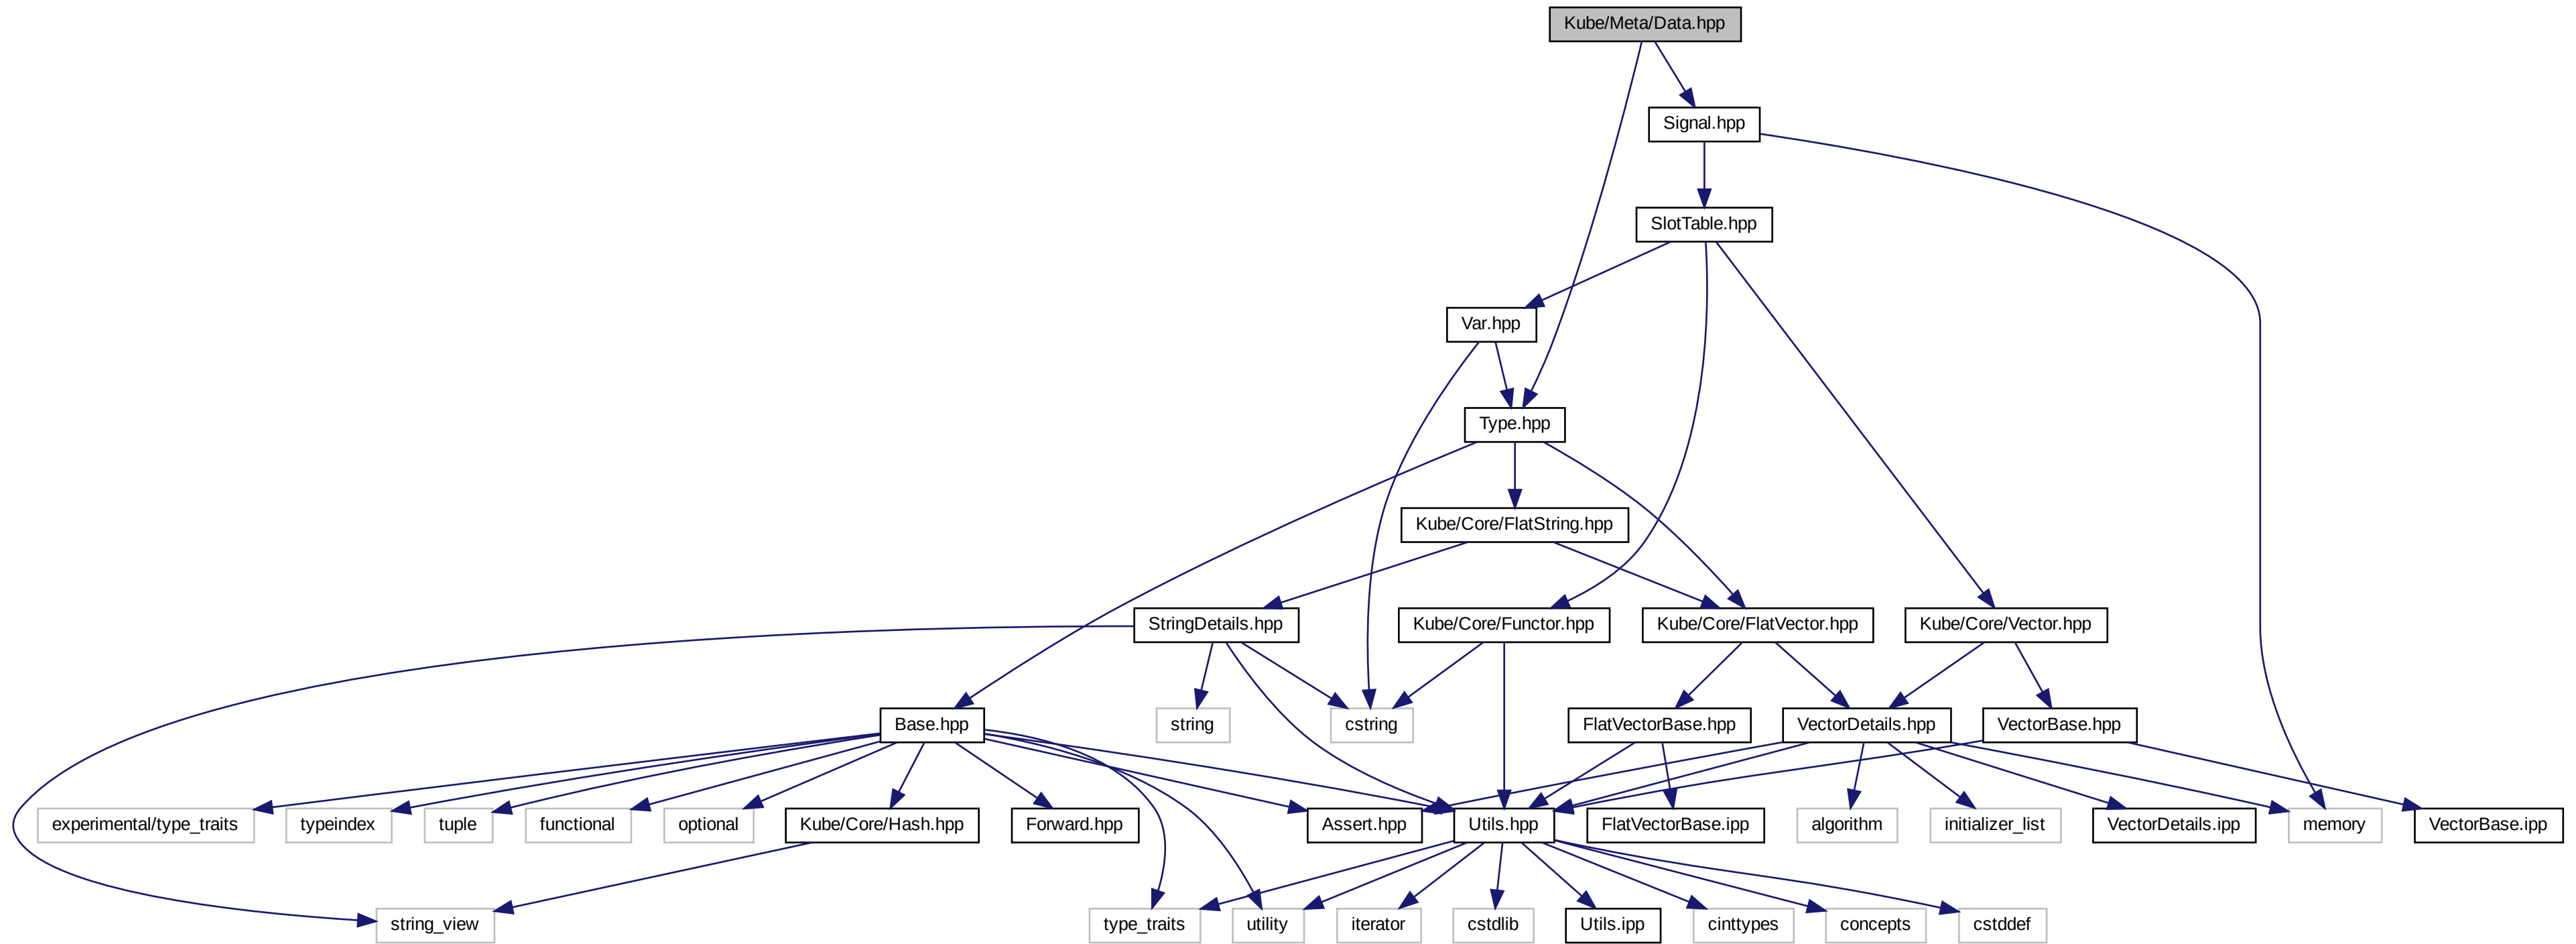 Kube/Meta/Data.hpp
Signal.hpp
SlotTable.hpp
Var.hpp
Type.hpp
Kube/Core/FlatString.hpp
StringDetails.hpp
Kube/Core/Functor.hpp
Kube/Core/FlatVector.hpp
Kube/Core/Vector.hpp
Base.hpp
string
cstring
FlatVectorBase.hpp
VectorDetails.hpp
VectorBase.hpp
experimental/type_traits
typeindex
tuple
functional
optional
Kube/Core/Hash.hpp
Forward.hpp
Assert.hpp
Utils.hpp
FlatVectorBase.ipp
algorithm
initializer_list
VectorDetails.ipp
memory
VectorBase.ipp
string_view
type_traits
utility
iterator
cstdlib
Utils.ipp
cinttypes
concepts
cstddef